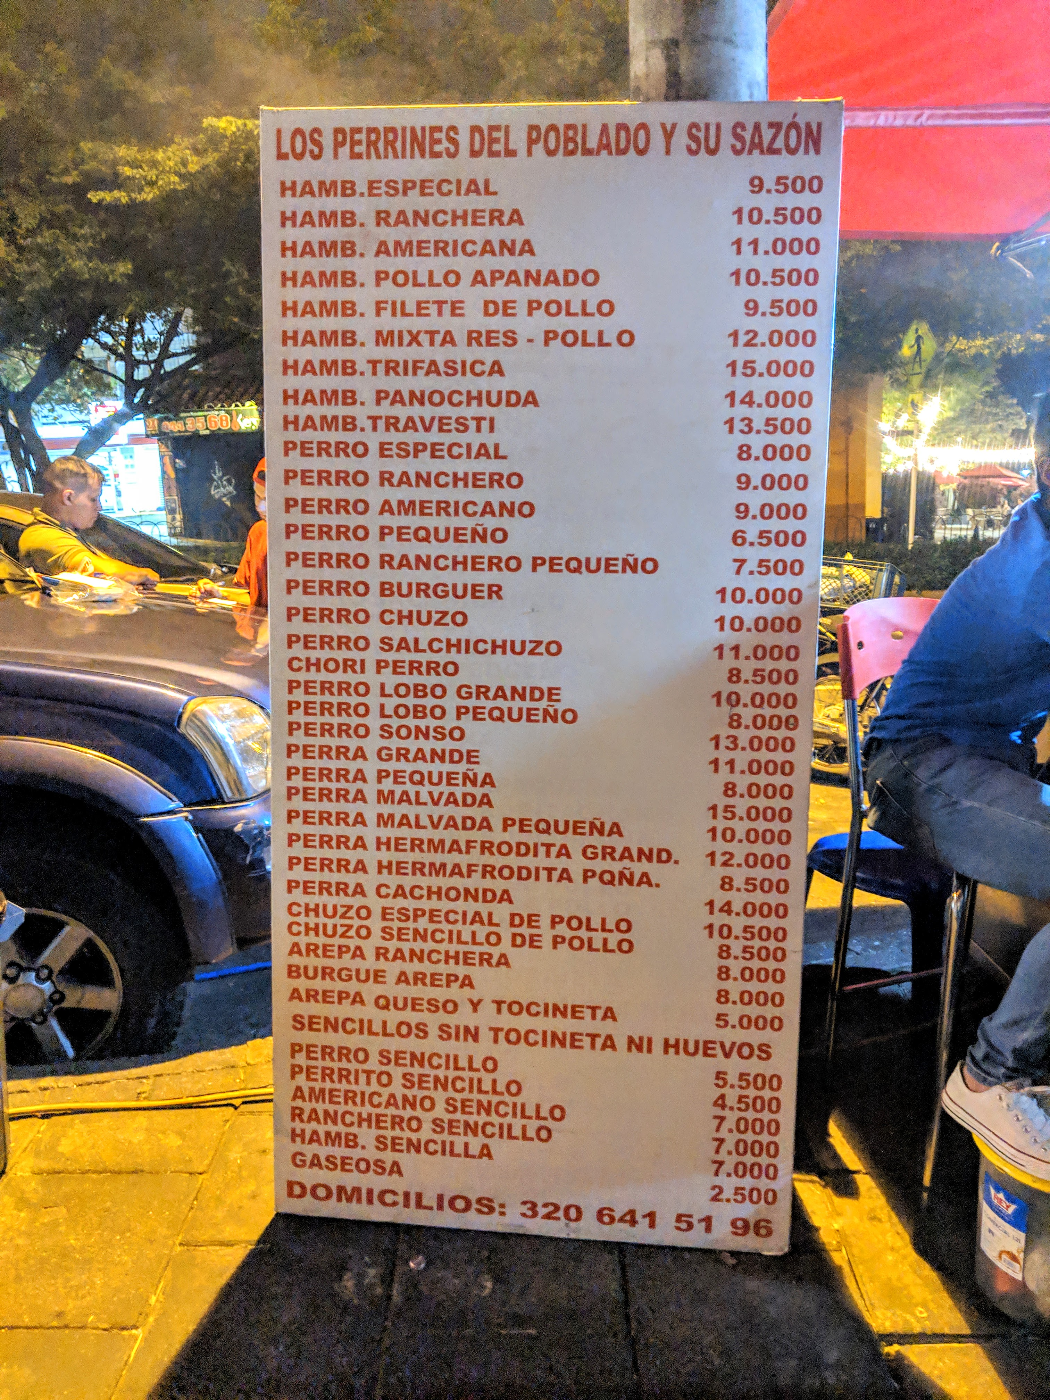 LOS PERRINES DEL POBLADO Y SU SAZÓN
HAMB.ESPECIAL 9.500
HAMB. RANCHERA 10.500
HAMB. AMERICANA 11.000
HAMB. POLLO APANADO 10.500
HAMB. FILETE DE POLLO 9.500
HAMB. MIXTA RES - POLLO 12.000
HAMB.TRIFASICA 15.000
HAMB. PANOCHUDA 14.000
HAMB.TRAVESTI 13.500
PERRO ESPECIAL 8.000
PERRO RANCHERO 9.000
PERRO AMERICANO 9.000
PERRO PEQUEÑO 6.500
PERRO RANCHERO PEQUEÑO 7.500
PERRO BURGUER 10.000
PERRO CHUZO 10.000
PERRO SALCHICHUZO 11.000
CHORI PERRO 8.500
PERRO LOBO GRANDE 10.000
PERRO LOBO PEQUEÑO 8.000
PERRO SONSO 13.000
PERRA GRANDE 11.000
PERRA PEQUEÑA 8.000
PERRA MALVADA 15.000
PERRA MALVADA PEQUEÑA 10.000
PERRA HERMAFRODITA GRAND. 12.000
PERRA HERMAFRODITA PQÑA. 8.500
PERRA CACHONDA 14.000
CHUZO ESPECIAL DE POLLO 10.500
CHUZO SENCILLO DE POLLO 8.500
AREPA RANCHERA 8.000
BURGUE AREPA 8.000
AREPA QUESO Y TOCINETA 5.000
SENCILLOS SIN TOCINETA NI HUEVOS
PERRO SENCILLO 5.500
PERRITO SENCILLO 4.500
AMERICANO SENCILLO 7.000
RANCHERO SENCILLO 7.000
HAMB. SENCILLA 7.000
GASEOSA 2.500
DOMICILIOS: 320 641 51 96